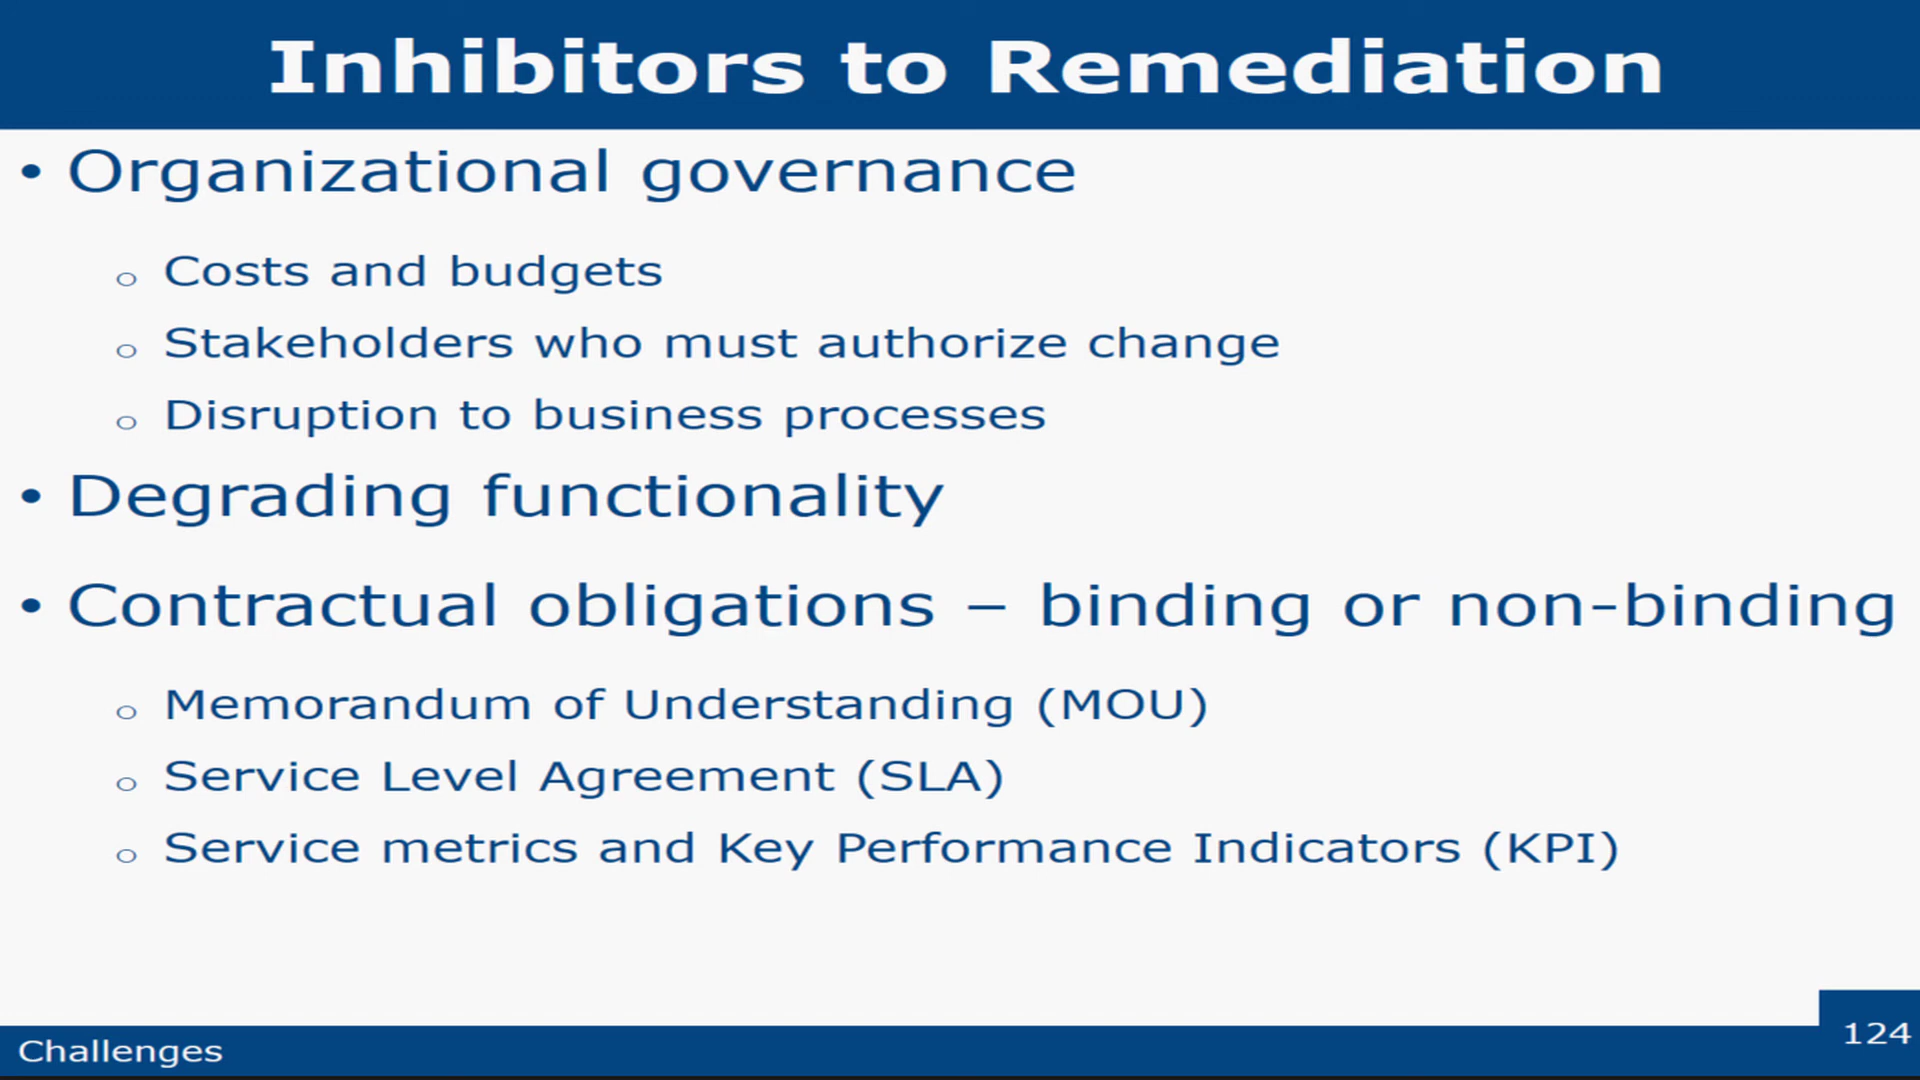 Inhibitors to Remediation
• Organizational governance
o Costs and budgets
o Stakeholders who must authorize change
o Disruption to business processes
• Degrading functionality
• Contractual obligations – binding or non-binding
o Memorandum of Understanding (MOU)
o Service Level Agreement (SLA)
o Service metrics and Key Performance Indicators (KPI)
Challenges
124